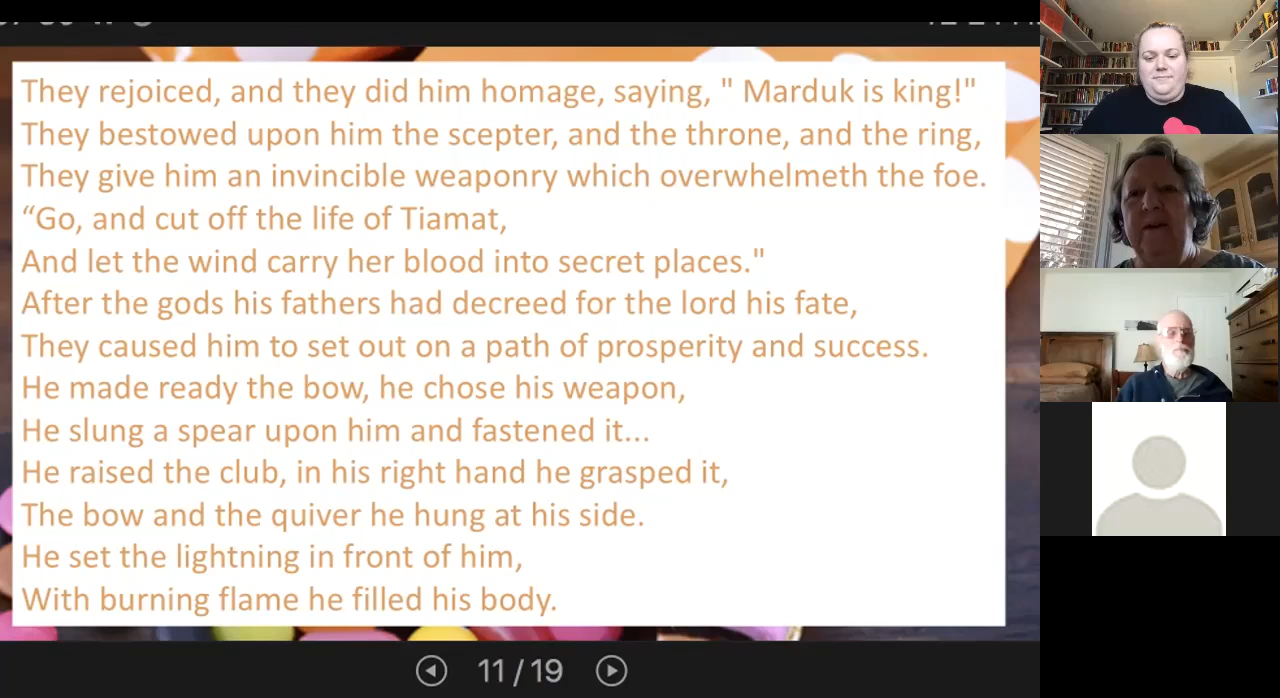 They rejoiced, and they did him homage, saying, " Marduk is king!"
They bestowed upon him the scepter, and the throne, and the ring,
They give him an invincible weaponry which overwhelmeth the foe.
“Go, and cut off the life of Tiamat,
And let the wind carry her blood into secret places."
After the gods his fathers had decreed for the lord his fate,
They caused him to set out on a path of prosperity and success.
He made ready the bow, he chose his weapon,
He slung a spear upon him and fastened it...
He raised the club, in his right hand he grasped it,
The bow and the quiver he hung at his side.
He set the lightning in front of him,
With burning flame he filled his body.
11 / 19